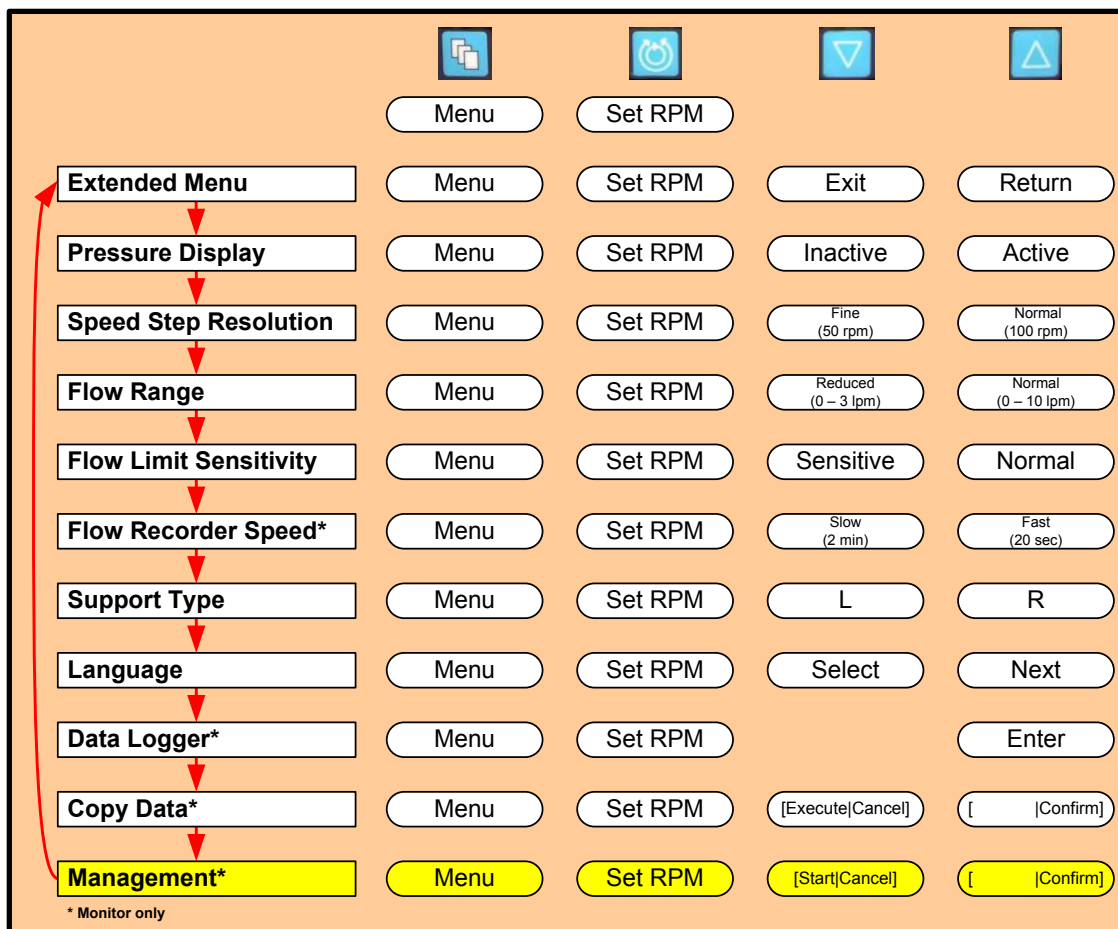 Menu Set RPM
Extended Menu Menu Set RPM Exit Return
Pressure Display Menu Set RPM Inactive Active
Speed Step Resolution Menu Set RPM Fine (50 rpm) Normal (100 rpm)
Flow Range Menu Set RPM Reduced (0 – 3 lpm) Normal (0 – 10 lpm)
Flow Limit Sensitivity Menu Set RPM Sensitive Normal
Flow Recorder Speed* Menu Set RPM Slow (2 min) Fast (20 sec)
Support Type Menu Set RPM L R
Language Menu Set RPM Select Next
Data Logger* Menu Set RPM Enter
Copy Data* Menu Set RPM [Execute|Cancel] [ |Confirm]
Management* Menu Set RPM [Start|Cancel] [ |Confirm]
* Monitor only